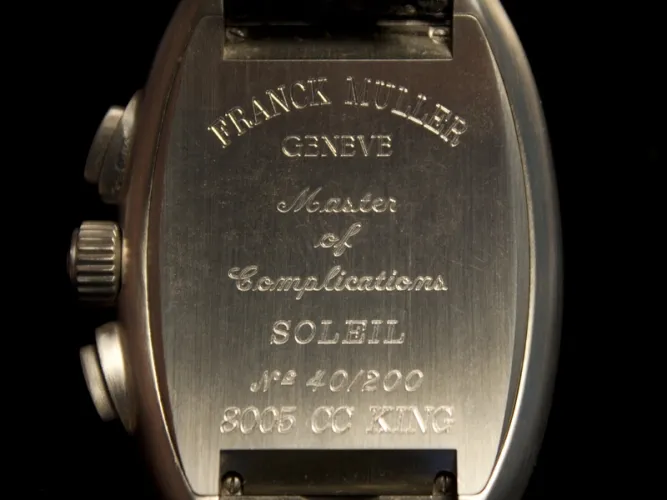 FRANCK MULLER
GENEVE
Master
of
Complications
SOLEIL
Nº 40/200
8005 CC KING